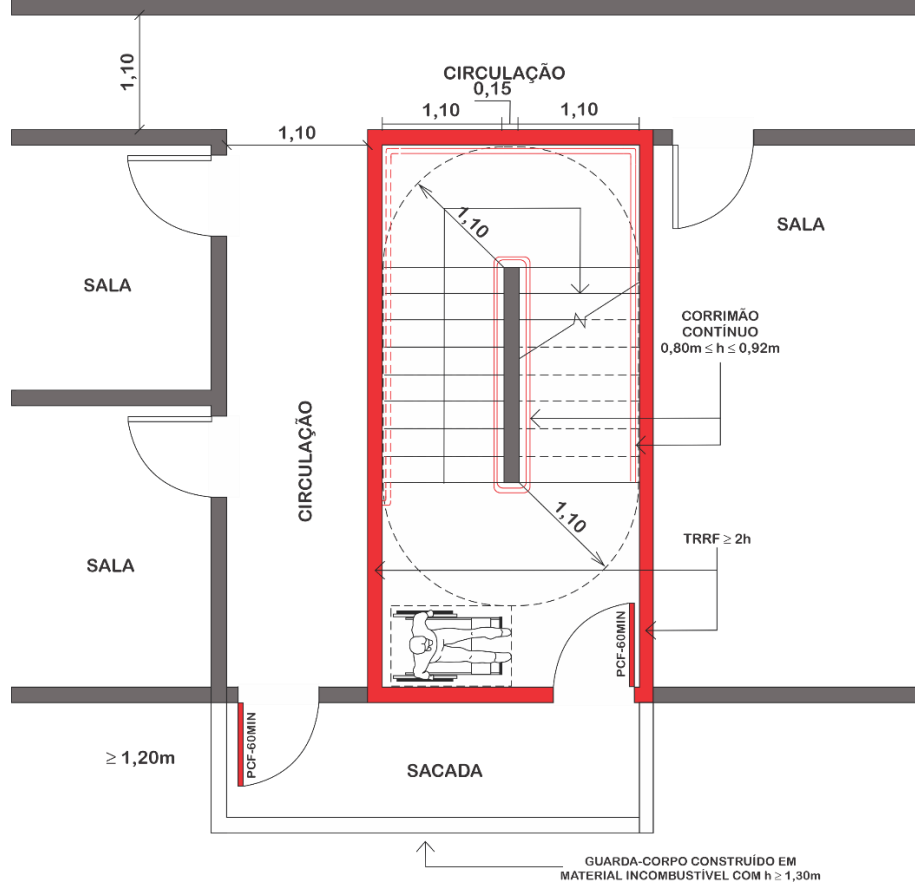 1,10
CIRCULAÇÃO
0,15
1,10
1,10
1,10
SALA
SALA
1,10
CORRIMÃO
CONTÍNUO
0,80m ≤ h ≤ 0,92m
CIRCULAÇÃO
1,10
TRRF ≥ 2h
SALA
PCF-60MIN
PCF-60MIN
≥ 1,20m
SACADA
GUARDA-CORPO CONSTRUÍDO EM
MATERIAL INCOMBUSTÍVEL COM h ≥ 1,30m